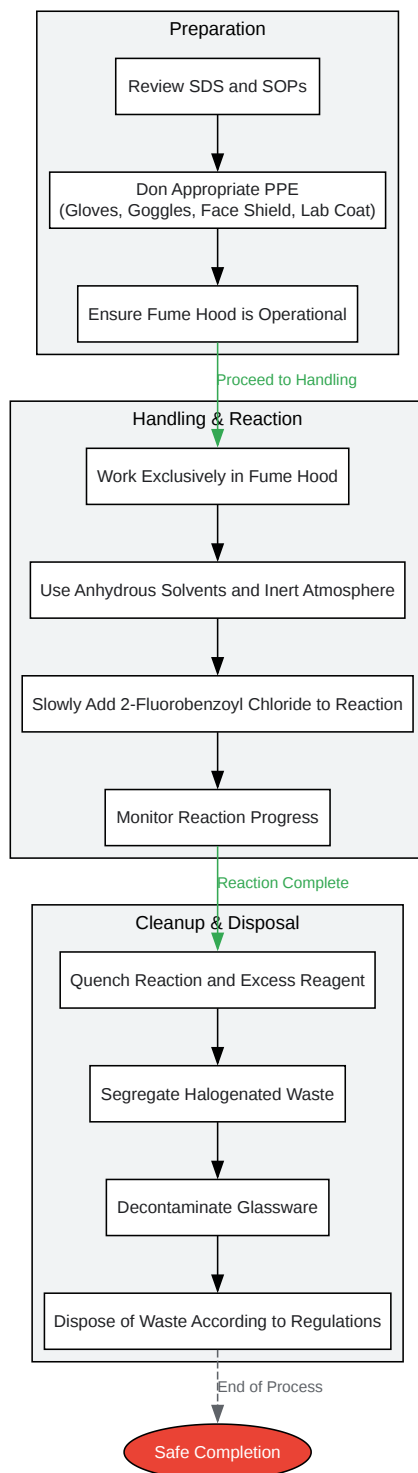 Preparation
Review SDS and SOPs
Don Appropriate PPE
(Gloves, Goggles, Face Shield, Lab Coat)
Ensure Fume Hood is Operational
Proceed to Handling
Handling & Reaction
Work Exclusively in Fume Hood
Use Anhydrous Solvents and Inert Atmosphere
Slowly Add 2-Fluorobenzoyl Chloride to Reaction
Monitor Reaction Progress
Reaction Complete
Cleanup & Disposal
Quench Reaction and Excess Reagent
Segregate Halogenated Waste
Decontaminate Glassware
Dispose of Waste According to Regulations
End of Process
Safe Completion